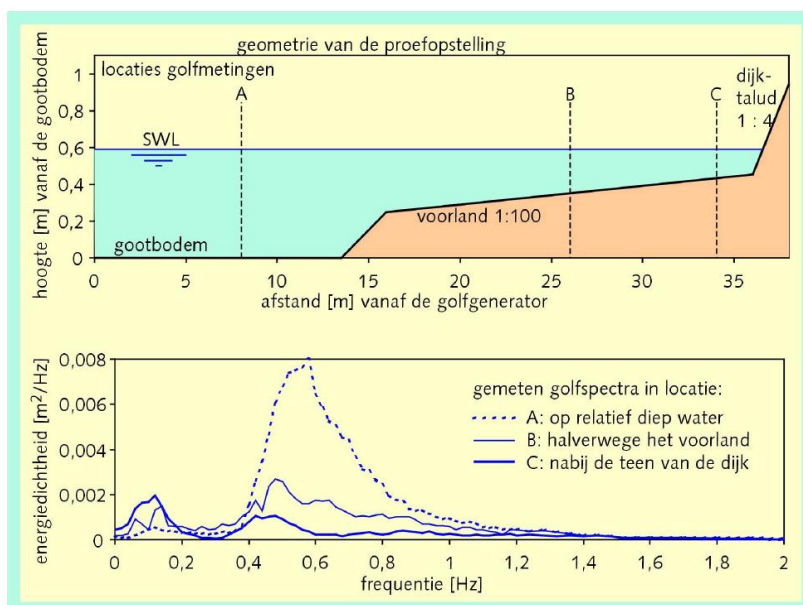 geometrie van de proefopstelling
hoogte [m] vanaf de gootbodem
locaties golfmetingen
A
B
C
dijk-
talud
1 : 4
SWL
1
0,8
0,6
0,4
0,2
0
voorland 1:100
gootbodem
0 5 10 15 20 25 30 35
afstand [m] vanaf de golfgenerator
energiedichtheid [m²/Hz]
0,008
0,006
0,004
0,002
0
gemeten golfspectra in locatie:
A: op relatief diep water
B: halverwege het voorland
C: nabij de teen van de dijk
0 0,2 0,4 0,6 0,8 1 1,2 1,4 1,6 1,8 2
frequentie [Hz]